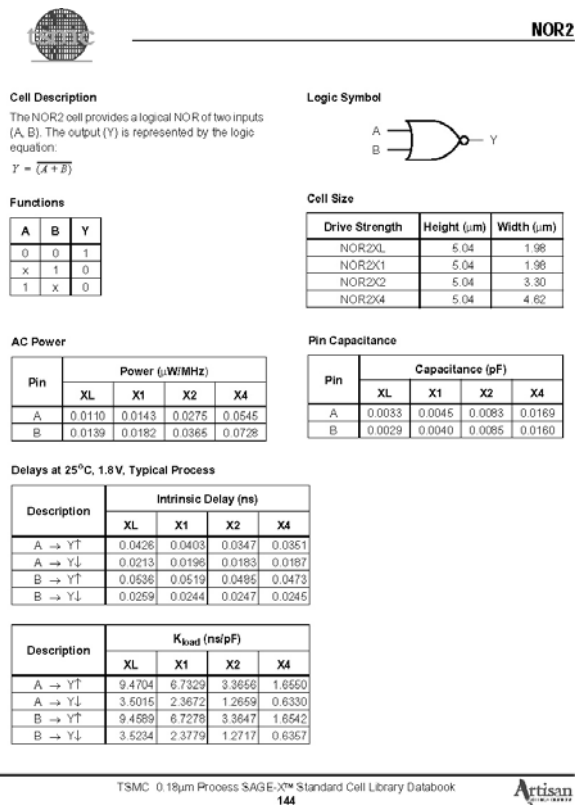 tsmc
NOR2
Cell Description
The NOR2 cell provides a logical NOR of two inputs
(A, B). The output (Y) is represented by the logic
equation:
Y = (A + B)
Functions
A B Y
0 0 1
x 1 0
1 x 0
Logic Symbol
A
B
Y
Cell Size
Drive Strength Height (µm) Width (µm)
NOR2XL 5.04 1.98
NOR2X1 5.04 1.98
NOR2X2 5.04 3.30
NOR2X4 5.04 4.62
AC Power
Pin Power (µW/MHz)
XL X1 X2 X4
A 0.0110 0.0143 0.0275 0.0545
B 0.0139 0.0182 0.0365 0.0728
Pin Capacitance
Pin Capacitance (pF)
XL X1 X2 X4
A 0.0033 0.0045 0.0083 0.0169
B 0.0029 0.0040 0.0085 0.0160
Delays at 25°C, 1.8V, Typical Process
Description Intrinsic Delay (ns)
XL X1 X2 X4
A → Y↑ 0.0426 0.0403 0.0347 0.0351
A → Y↓ 0.0213 0.0196 0.0183 0.0187
B → Y↑ 0.0536 0.0519 0.0485 0.0473
B → Y↓ 0.0259 0.0244 0.0247 0.0245
Description Kload (ns/pF)
XL X1 X2 X4
A → Y↑ 9.4704 6.7329 3.3656 1.6550
A → Y↓ 3.5015 2.3672 1.2659 0.6330
B → Y↑ 9.4589 6.7278 3.3647 1.6542
B → Y↓ 3.5234 2.3779 1.2717 0.6357
TSMC 0.18µm Process SAGE-X™ Standard Cell Library Databook
144
Artisan